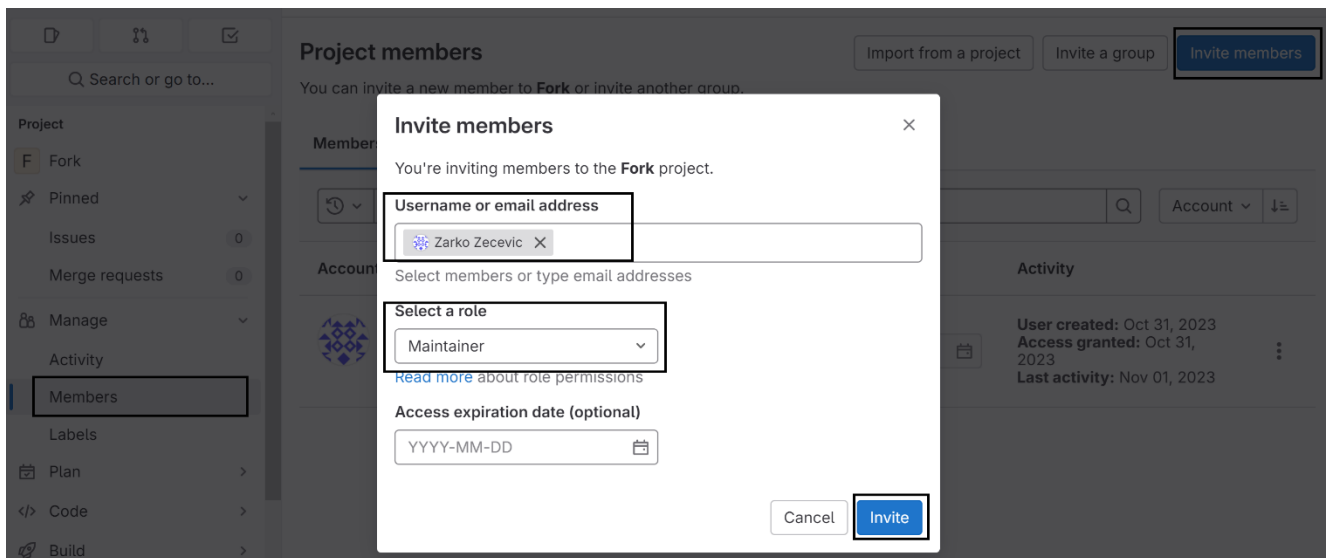 Search or go to...
Project
F Fork
Pinned
Issues 0
Merge requests 0
Manage
Activity
Members
Labels
Plan
Code
Build
Project members
Import from a project
Invite a group
Invite members
You can invite a new member to Fork or invite another group.
Account
Account
Activity
User created: Oct 31, 2023
Access granted: Oct 31,
2023
Last activity: Nov 01, 2023
Invite members
You're inviting members to the Fork project.
Username or email address
Zarko Zecevic
Select members or type email addresses
Select a role
Maintainer
Read more about role permissions
Access expiration date (optional)
YYYY-MM-DD
Cancel
Invite